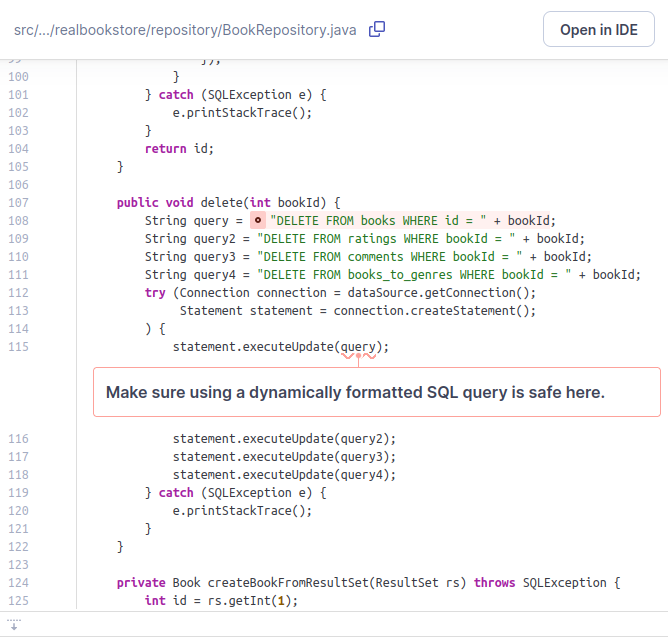 src/.../realbookstore/repository/BookRepository.java
Open in IDE
99 });
100 }
101 } catch (SQLException e) {
102 e.printStackTrace();
103 }
104 return id;
105 }
106
107 public void delete(int bookId) {
108 String query = "DELETE FROM books WHERE id = " + bookId;
109 String query2 = "DELETE FROM ratings WHERE bookId = " + bookId;
110 String query3 = "DELETE FROM comments WHERE bookId = " + bookId;
111 String query4 = "DELETE FROM books_to_genres WHERE bookId = " + bookId;
112 try (Connection connection = dataSource.getConnection();
113 Statement statement = connection.createStatement();
114 ) {
115 statement.executeUpdate(query);
Make sure using a dynamically formatted SQL query is safe here.
116 statement.executeUpdate(query2);
117 statement.executeUpdate(query3);
118 statement.executeUpdate(query4);
119 } catch (SQLException e) {
120 e.printStackTrace();
121 }
122 }
123
124 private Book createBookFromResultSet(ResultSet rs) throws SQLException {
125 int id = rs.getInt(1);